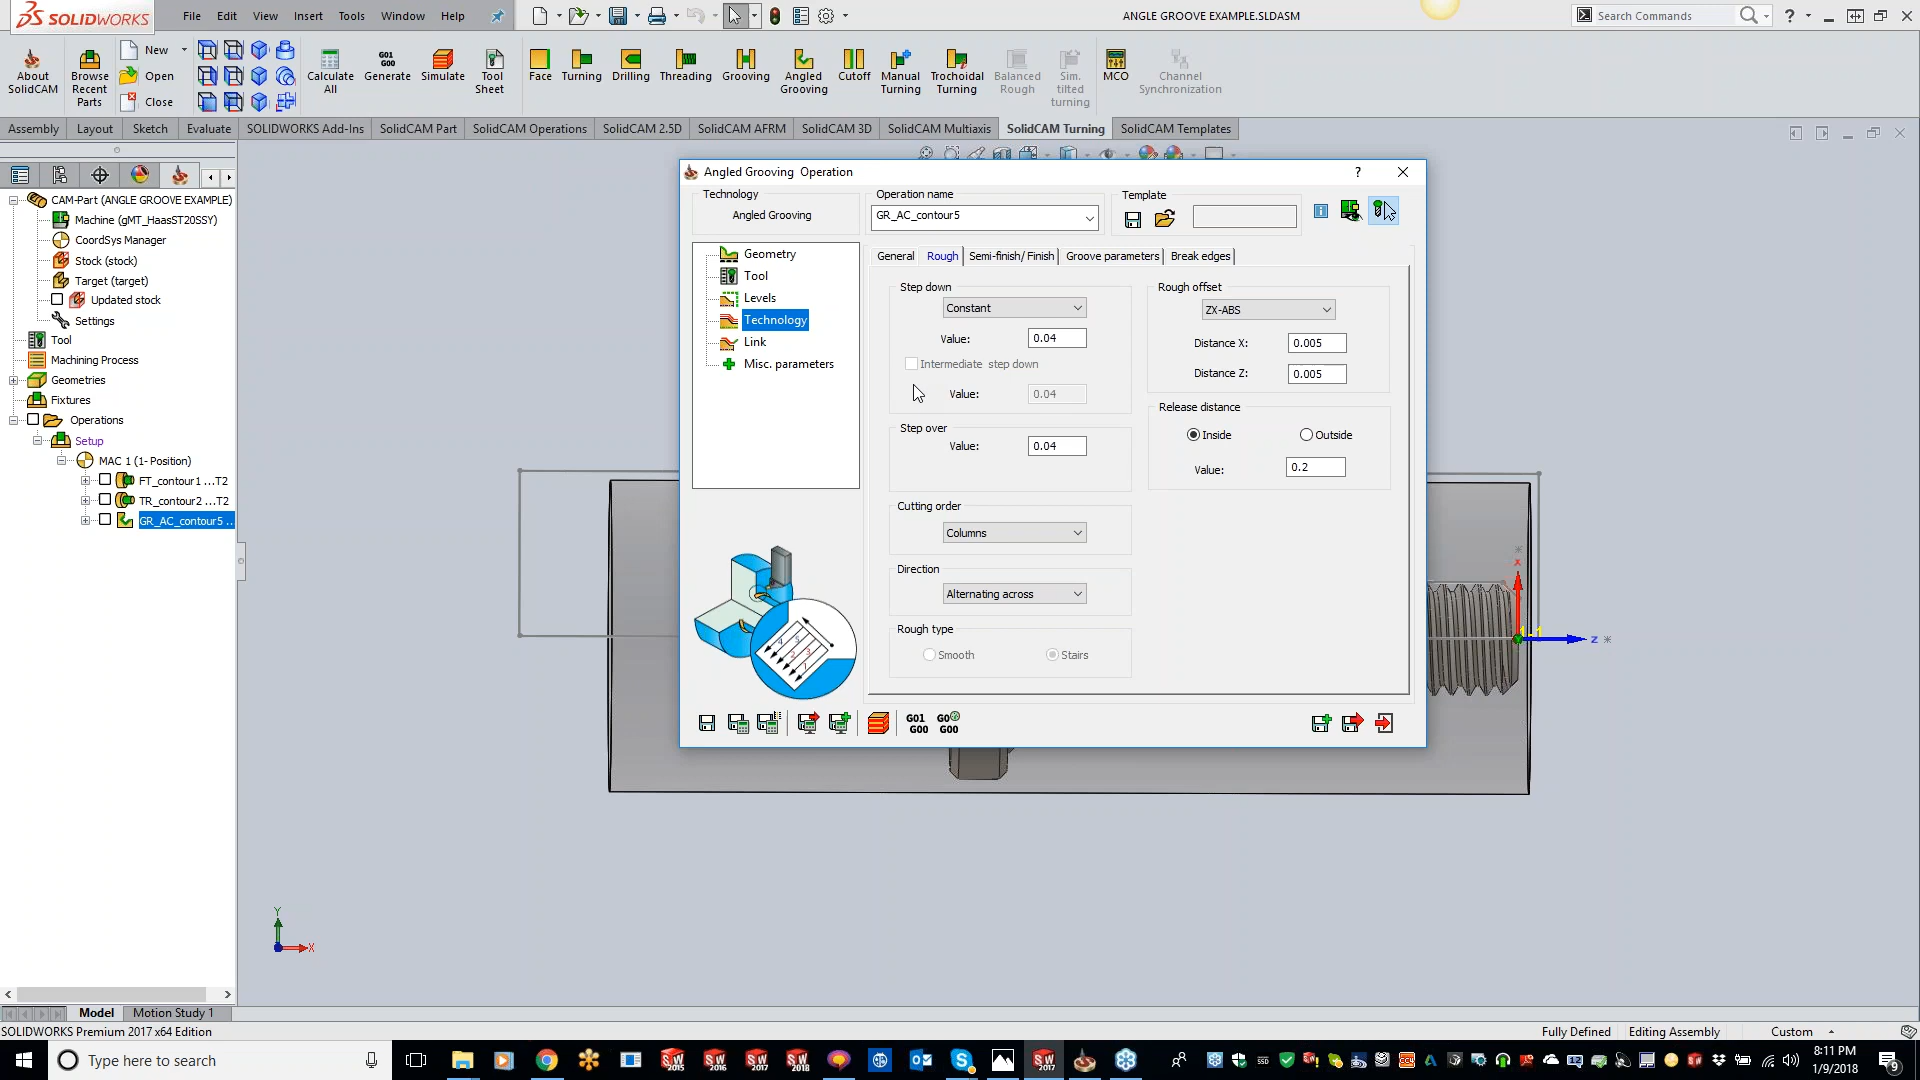 SOLIDWORKS File Edit View Insert Tools Window Help ANGLE GROOVE EXAMPLE.SLDASM Search Commands
About SolidCAM
Browse Recent Parts
New
Open
Close
Calculate All
G01 G00 Generate
Simulate
Tool Sheet
Face
Turning
Drilling
Threading
Grooving
Angled Grooving
Cutoff
Manual Turning
Trochoidal Turning
Balanced Rough
Sim. tilted turning
MCO
Channel Synchronization
Assembly Layout Sketch Evaluate SOLIDWORKS Add-Ins SolidCAM Part SolidCAM Operations SolidCAM 2.5D SolidCAM AFRM SolidCAM 3D SolidCAM Multiaxis SolidCAM Turning SolidCAM Templates
CAM-Part (ANGLE GROOVE EXAMPLE)
Machine (gMT_HaasST20SSY)
CoordSys Manager
Stock (stock)
Target (target)
Updated stock
Settings
Tool
Machining Process
Geometries
Fixtures
Operations
Setup
MAC 1 (1- Position)
FT_contour1 ...T2
TR_contour2 ...T2
GR_AC_contour5 ..
Angled Grooving Operation
Technology
Angled Grooving
Operation name
GR_AC_contour5
Template
Geometry
Tool
Levels
Technology
Link
Misc. parameters
General Rough Semi-finish/ Finish Groove parameters Break edges
Step down
Constant
Value: 0.04
Intermediate step down
Value: 0.04
Step over
Value: 0.04
Cutting order
Columns
Direction
Alternating across
Rough type
Smooth Stairs
Rough offset
ZX-ABS
Distance X: 0.005
Distance Z: 0.005
Release distance
Inside Outside
Value: 0.2
G01 G00
G00
x
z
Y
X
Model Motion Study 1
SOLIDWORKS Premium 2017 x64 Edition
Fully Defined Editing Assembly Custom
Type here to search
2015 2016 2017 2018 2017
8:11 PM
1/9/2018